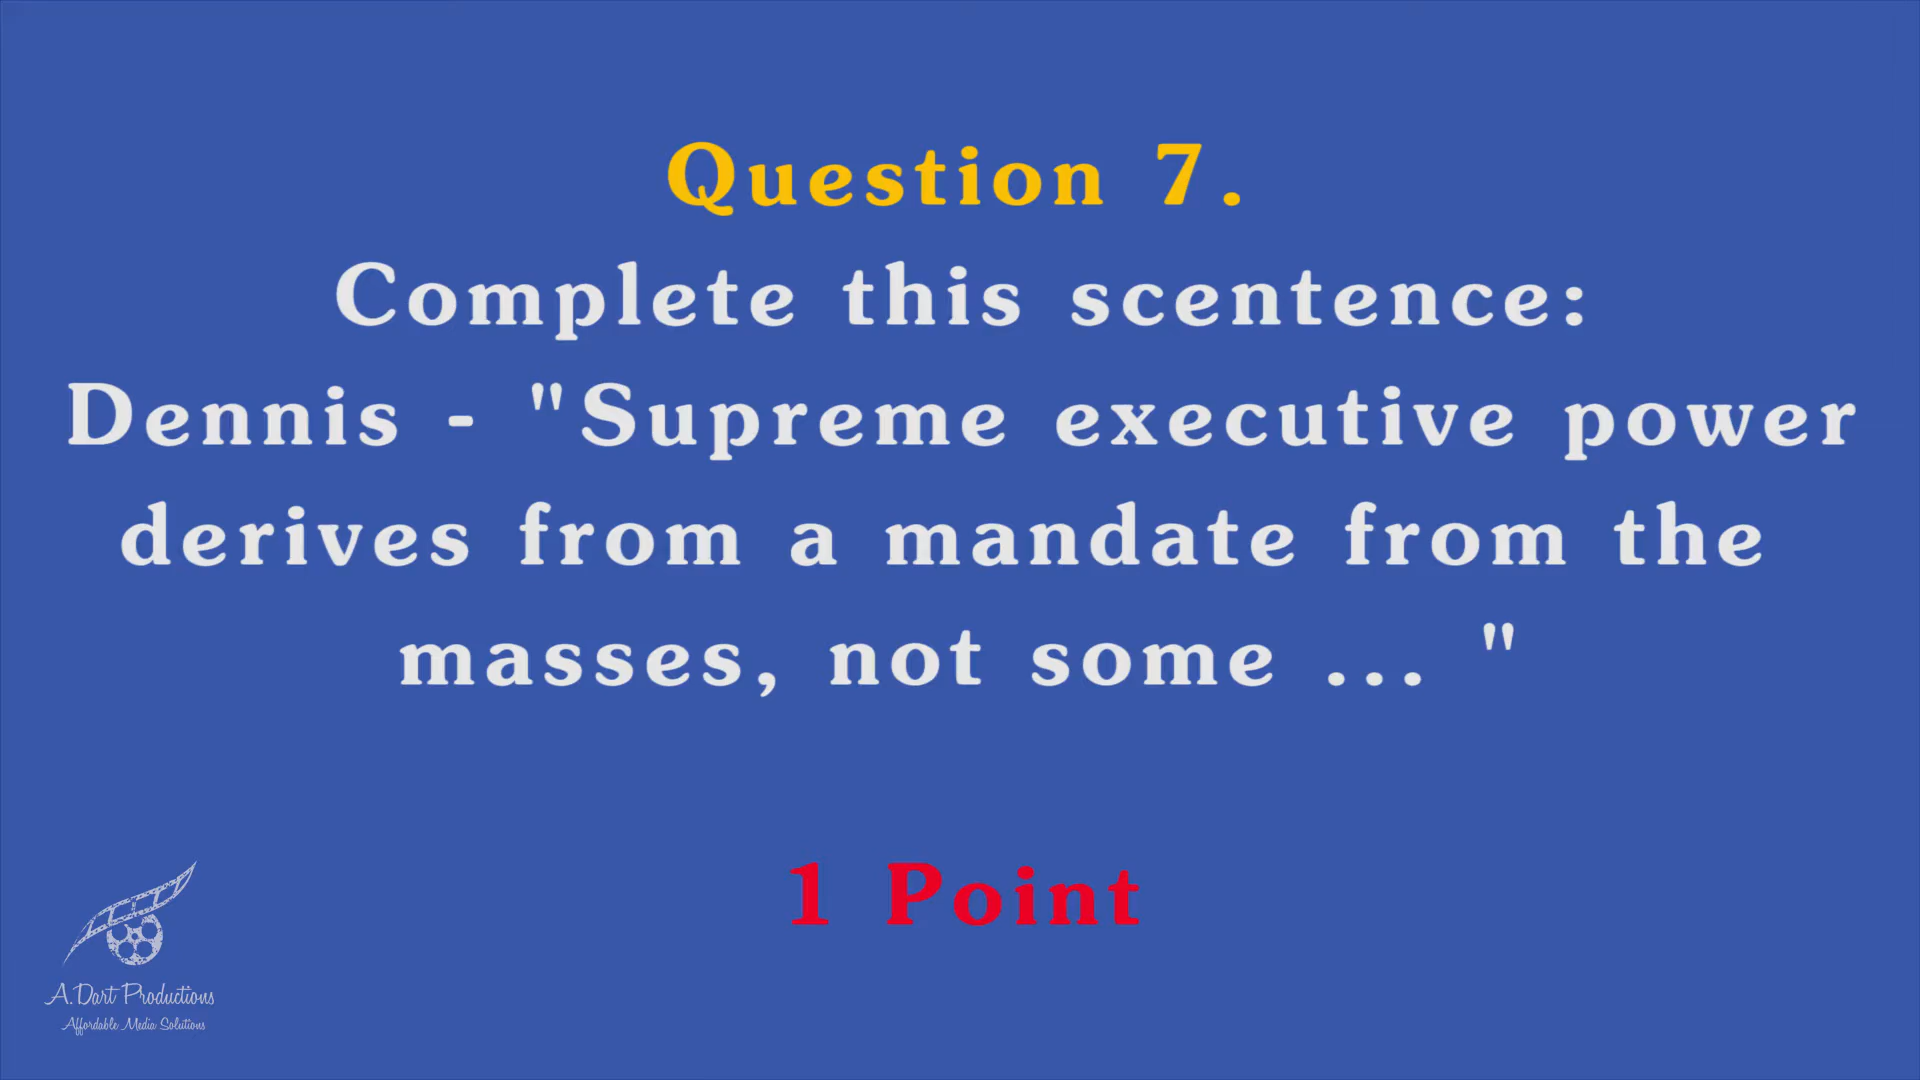 Question 7.
Complete this scentence:
Dennis - "Supreme executive power
derives from a mandate from the
masses, not some ... "
1 Point
A.Dart Productions
Affordable Media Solutions